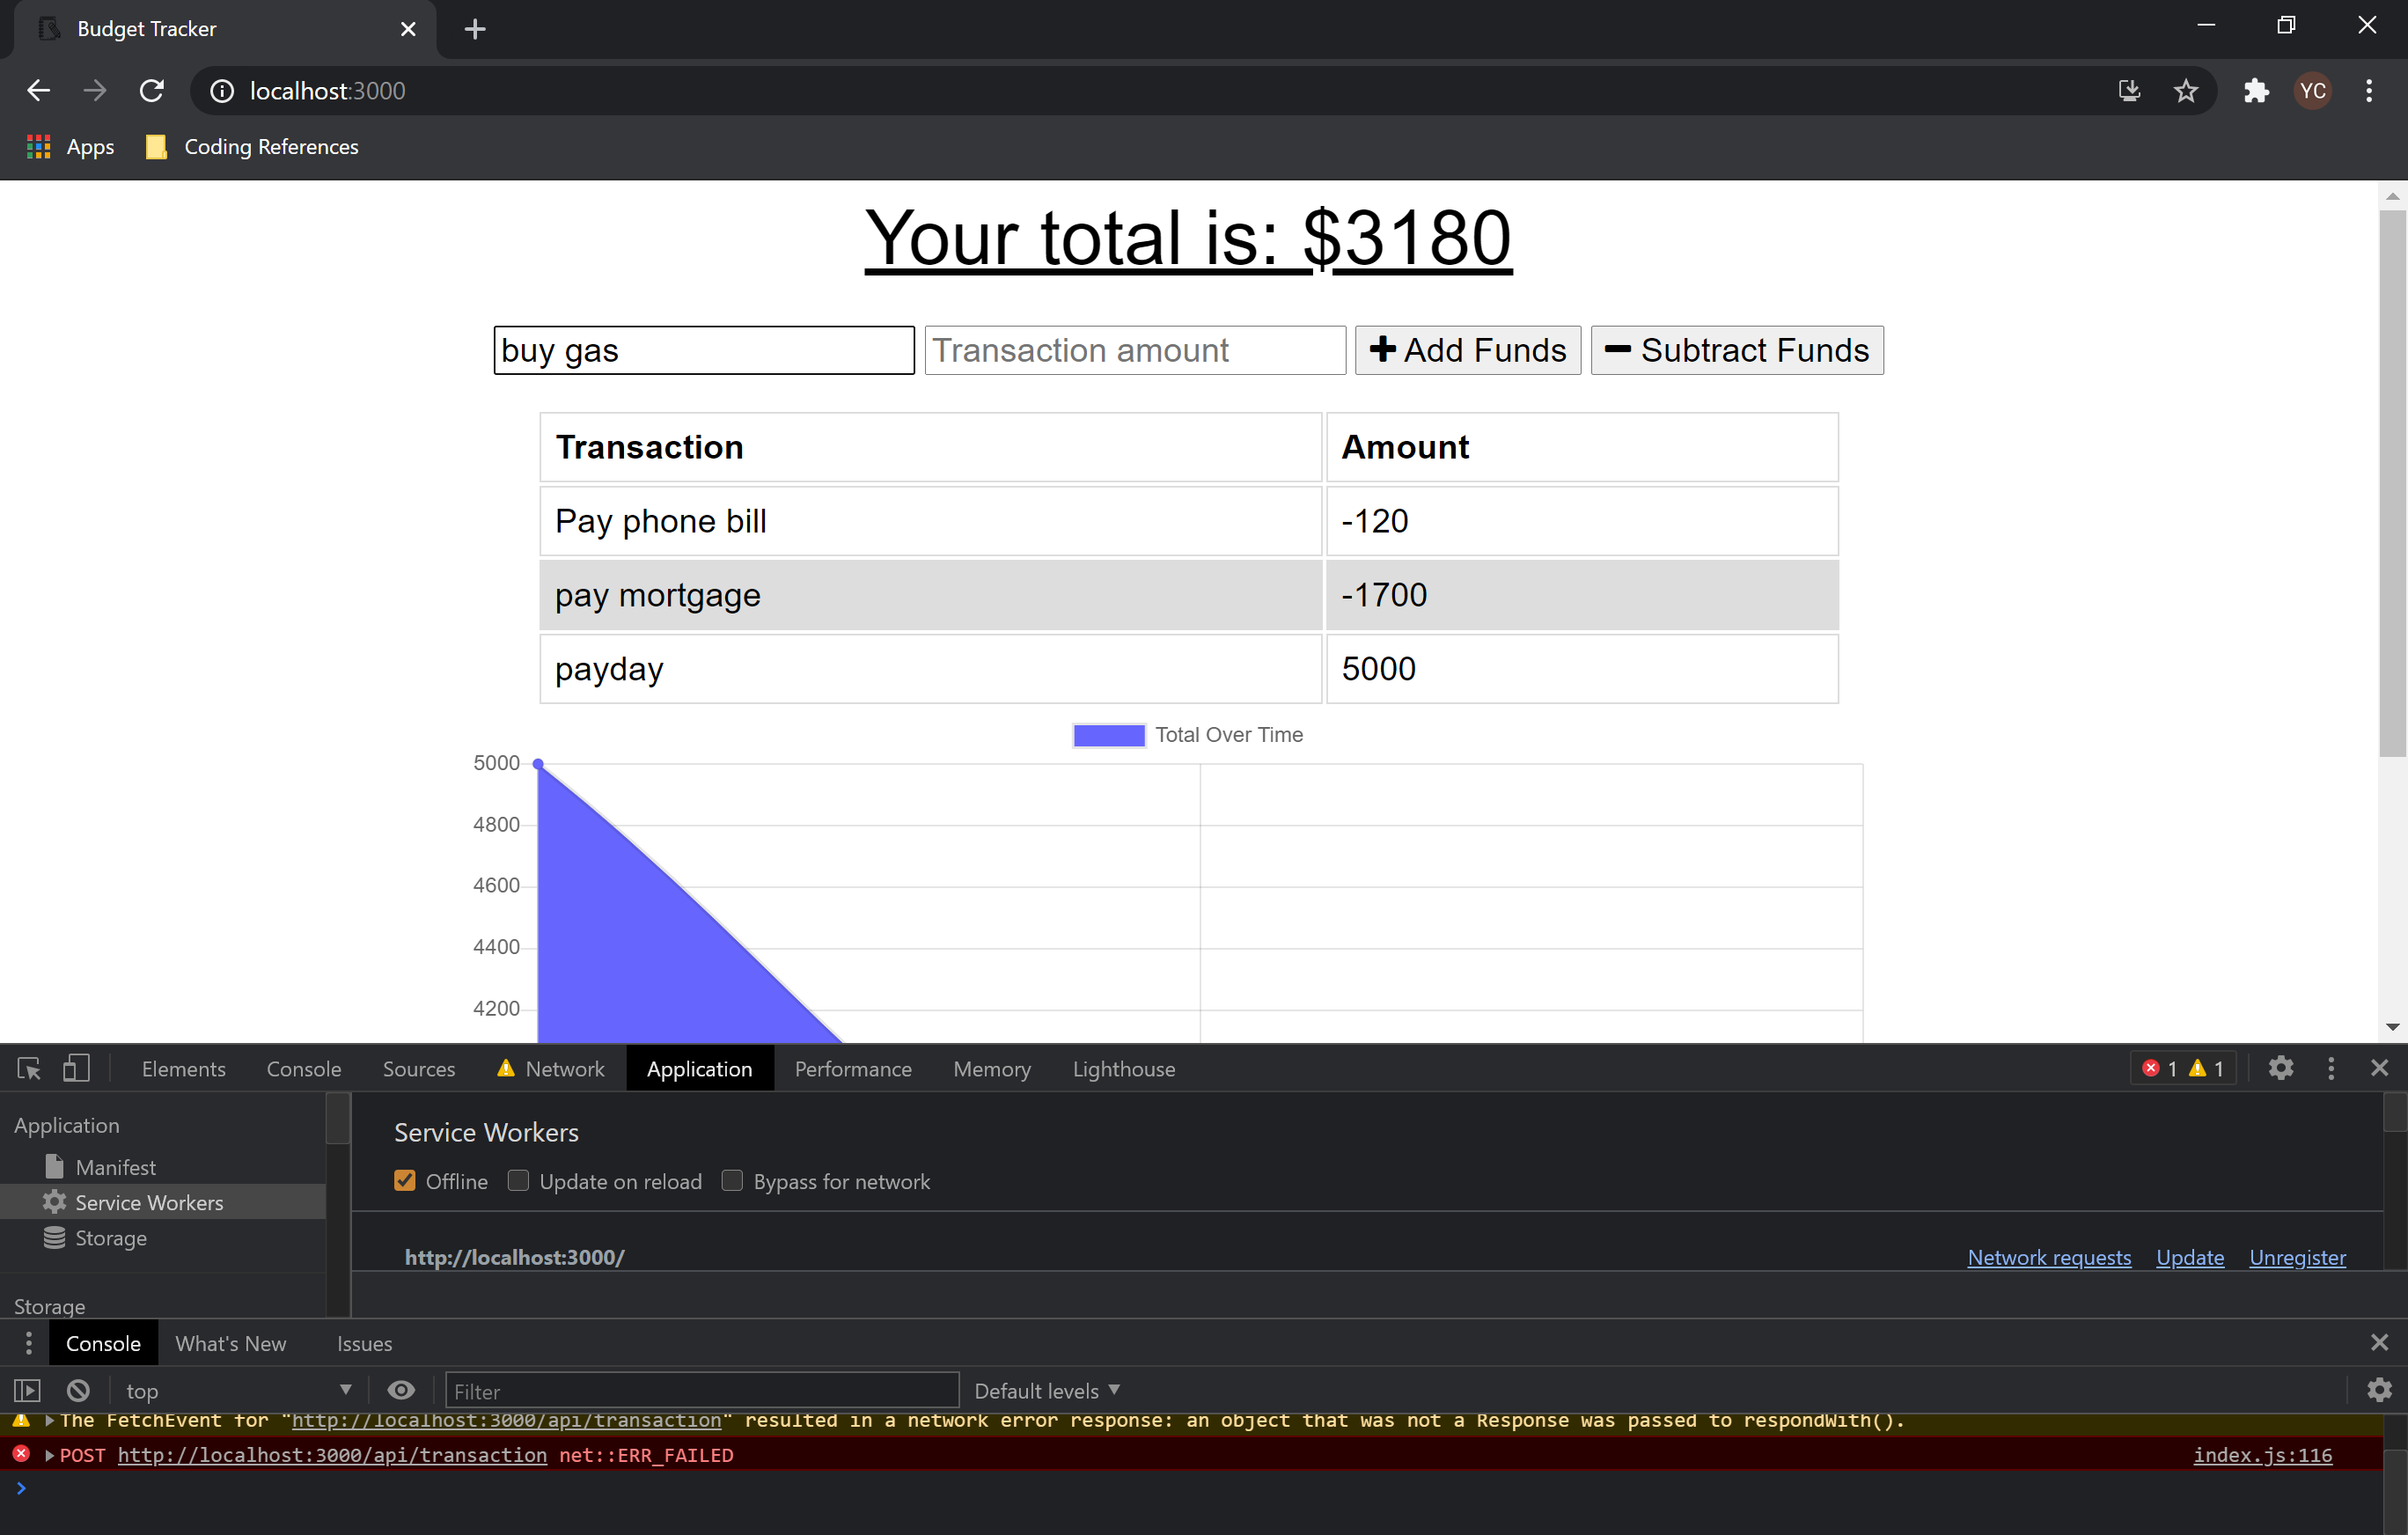 Budget Tracker
localhost:3000
YC
Apps Coding References
Your total is: $3180
buy gas Transaction amount Add Funds Subtract Funds
Transaction Amount
Pay phone bill -120
pay mortgage -1700
payday 5000
Total Over Time
5000
4800
4600
4400
4200
Elements Console Sources Network Application Performance Memory Lighthouse 1 1
Application
Manifest
Service Workers
Storage
Storage
Service Workers
Offline Update on reload Bypass for network
http://localhost:3000/ Network requests Update Unregister
Console What's New Issues
top Filter Default levels
The FetchEvent for "http://localhost:3000/api/transaction" resulted in a network error response: an object that was not a Response was passed to respondWith().
POST http://localhost:3000/api/transaction net::ERR_FAILED index.js:116